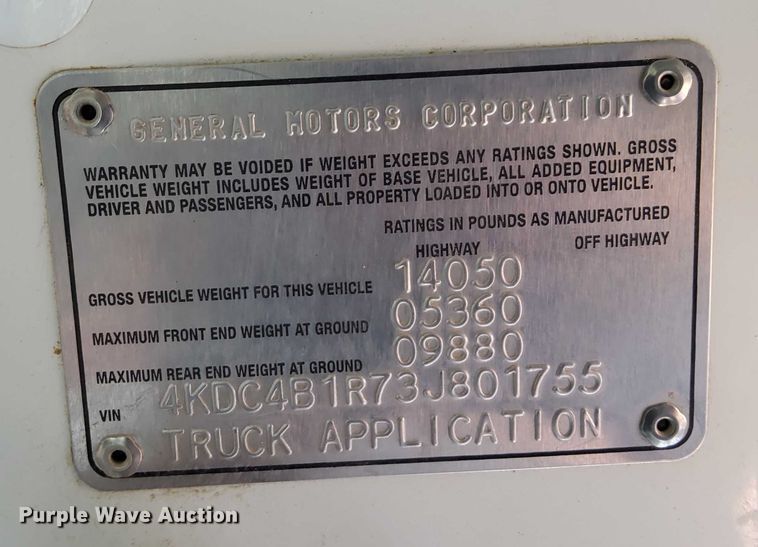 GENERAL MOTORS CORPORATION
WARRANTY MAY BE VOIDED IF WEIGHT EXCEEDS ANY RATINGS SHOWN. GROSS
VEHICLE WEIGHT INCLUDES WEIGHT OF BASE VEHICLE, ALL ADDED EQUIPMENT,
DRIVER AND PASSENGERS, AND ALL PROPERTY LOADED INTO OR ONTO VEHICLE.
RATINGS IN POUNDS AS MANUFACTURED
HIGHWAY OFF HIGHWAY
GROSS VEHICLE WEIGHT FOR THIS VEHICLE 14050
MAXIMUM FRONT END WEIGHT AT GROUND 05360
MAXIMUM REAR END WEIGHT AT GROUND 09880
VIN 4KDC4B1R73J801755
TRUCK APPLICATION
Purple Wave Auction